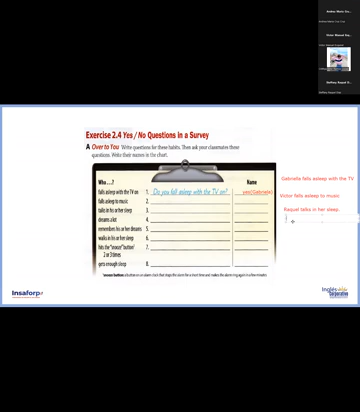 Exercise 2.4 Yes / No Questions in a Survey
A Over to You Write questions for these habits. Then ask your classmates these
questions. Write their names in the chart.
Who . . . ? Name
falls asleep with the TV on 1. Do you fall asleep with the TV on? yes(Gabriela)
falls asleep to music 2.
talks in his or her sleep 3.
dreams a lot 4.
remembers his or her dreams 5.
walks in his or her sleep 6.
hits the "snooze" button* 7.
2 or 3 times
gets enough sleep 8.
Gabrielle falls asleep with the TV
Victor falls asleep to music
Raquel talks in her sleep.
Insaforp
Inglés
Corporativo